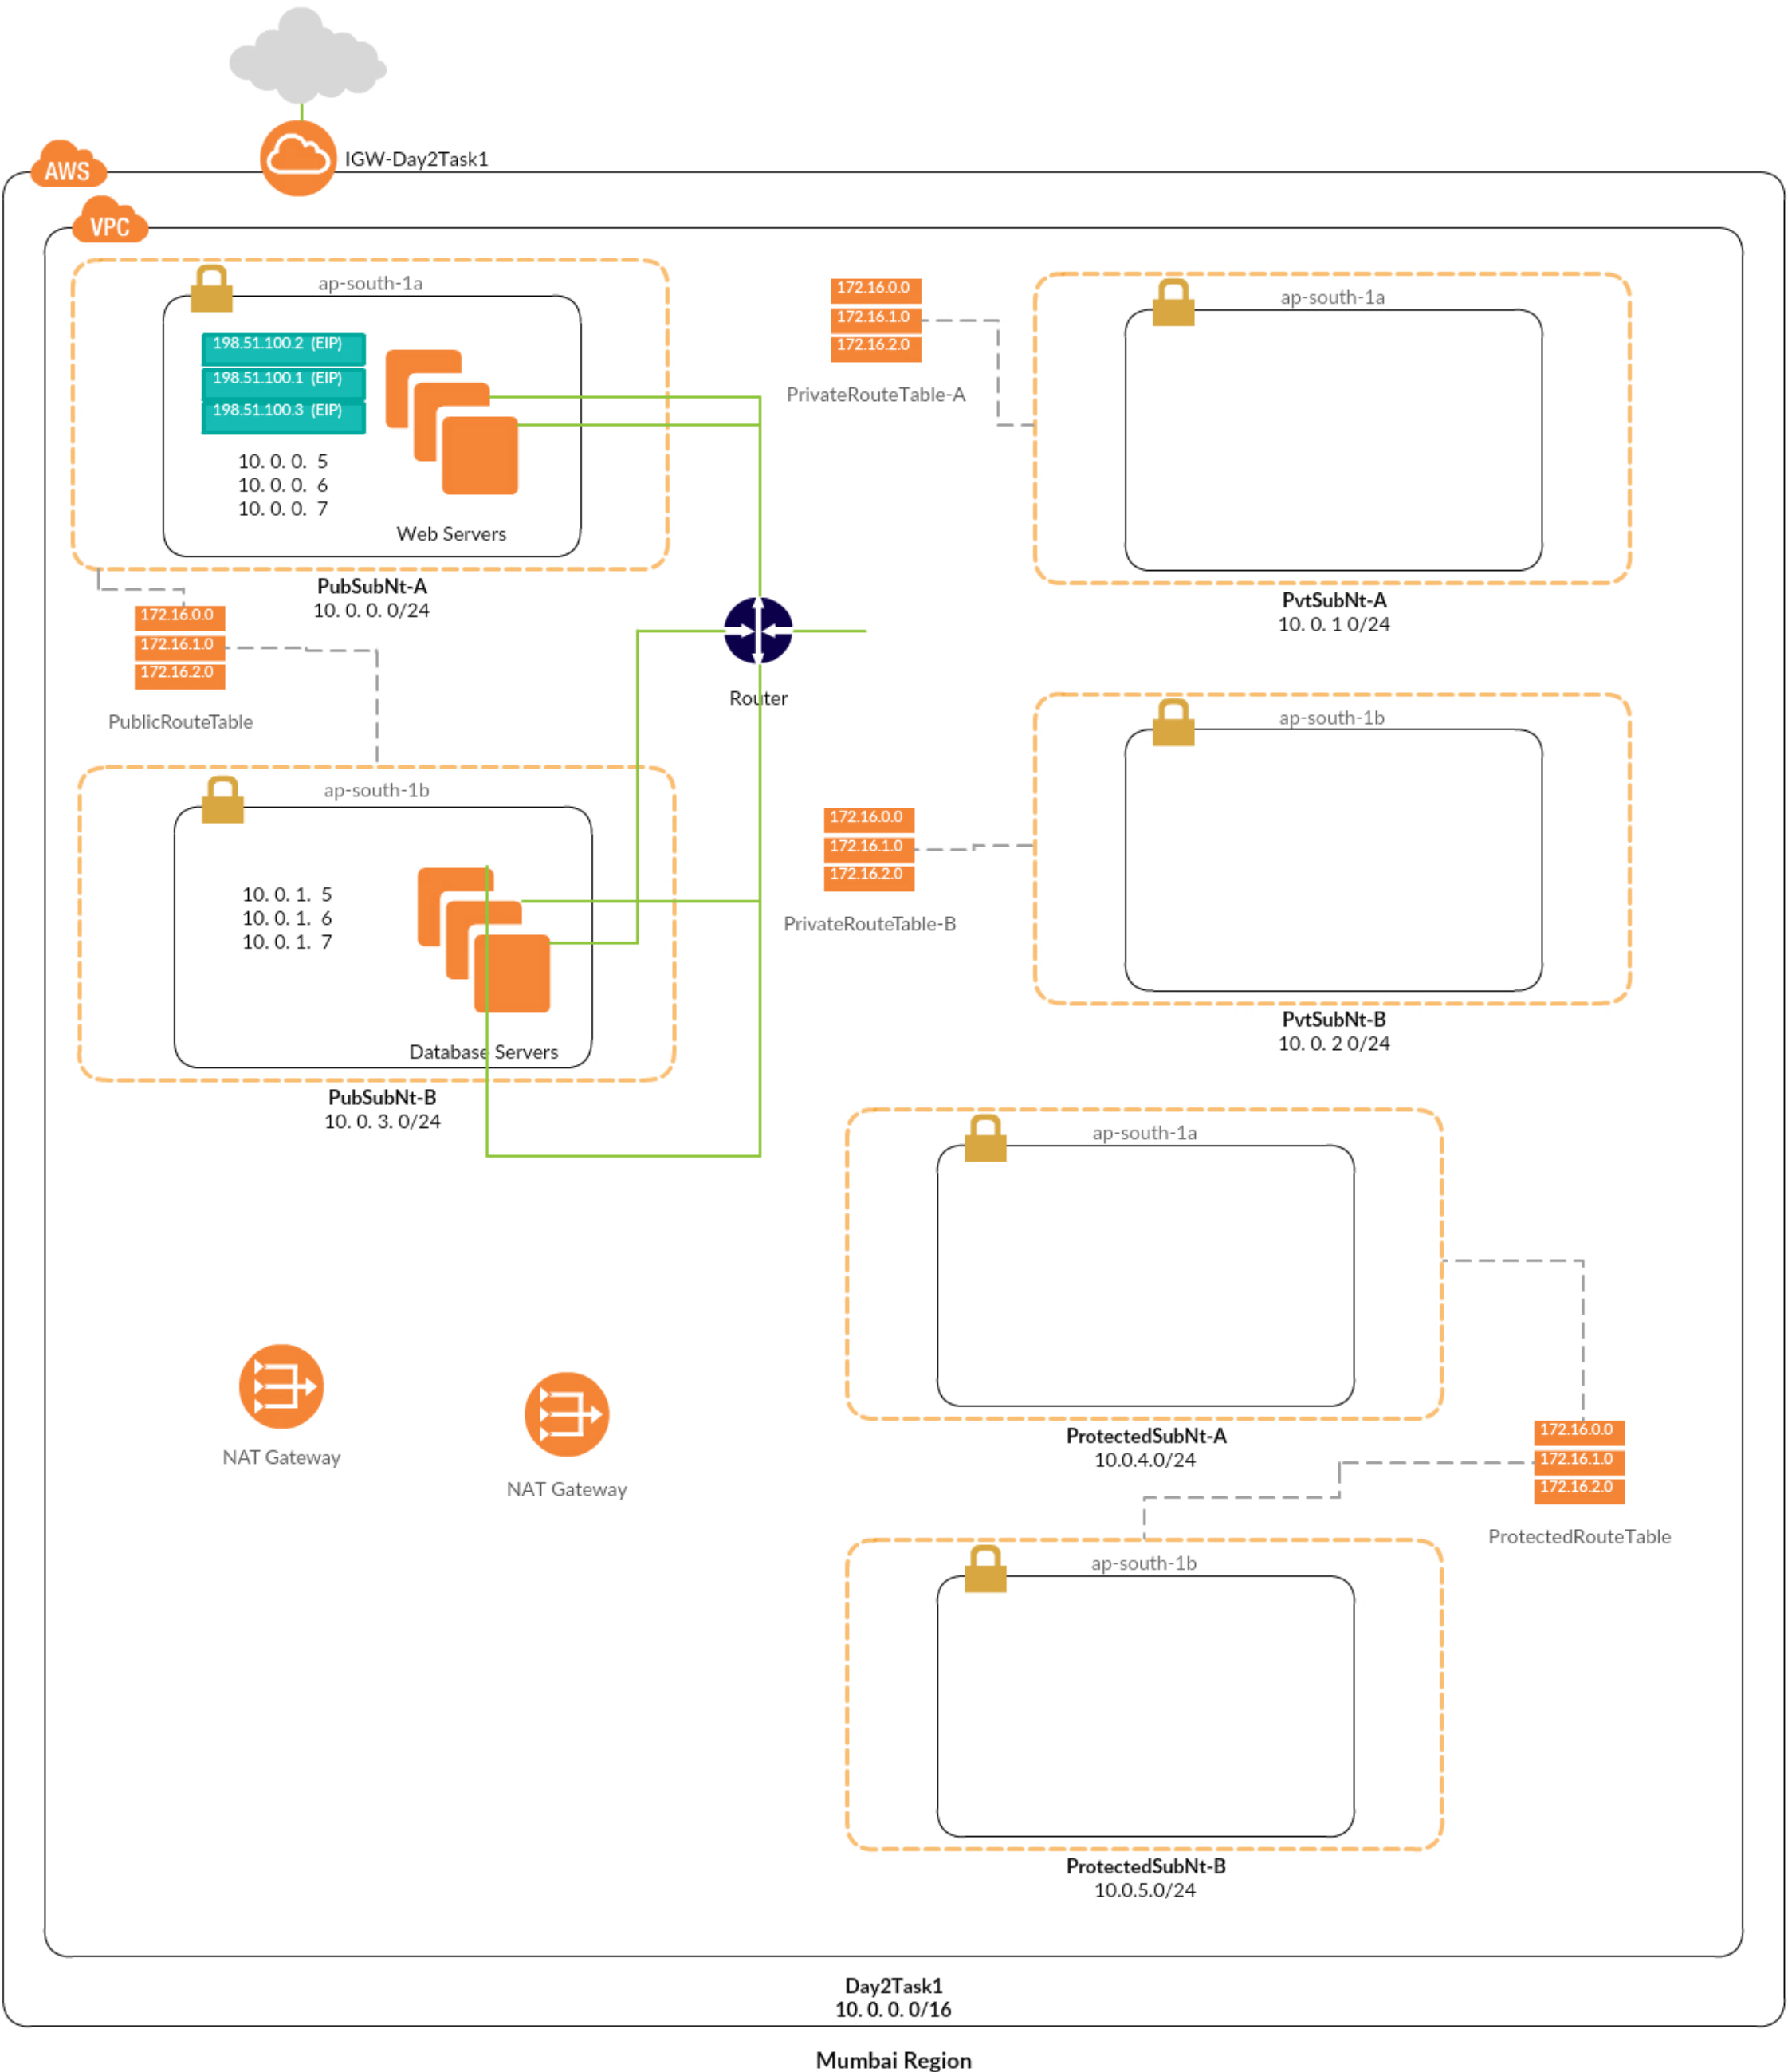 IGW-Day2Task1
AWS
VPC
ap-south-1a
198.51.100.2 (EIP)
198.51.100.1 (EIP)
198.51.100.3 (EIP)
10. 0. 0. 5
10. 0. 0. 6
10. 0. 0. 7
Web Servers
PubSubNt-A
10. 0. 0. 0/24
172.16.0.0
172.16.1.0
172.16.2.0
PublicRouteTable
ap-south-1b
10. 0. 1. 5
10. 0. 1. 6
10. 0. 1. 7
Database Servers
PubSubNt-B
10. 0. 3. 0/24
Router
172.16.0.0
172.16.1.0
172.16.2.0
PrivateRouteTable-A
ap-south-1a
PvtSubNt-A
10. 0. 1 0/24
172.16.0.0
172.16.1.0
172.16.2.0
PrivateRouteTable-B
ap-south-1b
PvtSubNt-B
10. 0. 2 0/24
ap-south-1a
ProtectedSubNt-A
10.0.4.0/24
172.16.0.0
172.16.1.0
172.16.2.0
ProtectedRouteTable
NAT Gateway
NAT Gateway
ap-south-1b
ProtectedSubNt-B
10.0.5.0/24
Day2Task1
10. 0. 0. 0/16
Mumbai Region